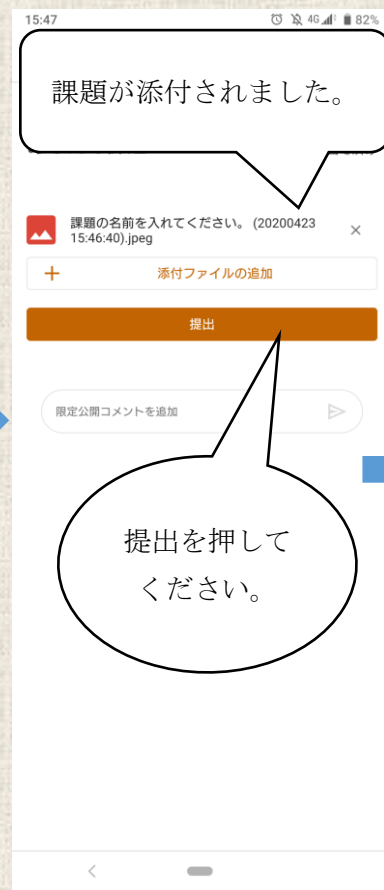 15:47 4G 82%
課題が添付されました。
課題の名前を入れてください。 (20200423
15:46:40).jpeg
添付ファイルの追加
提出
限定公開コメントを追加
提出を押して
ください。